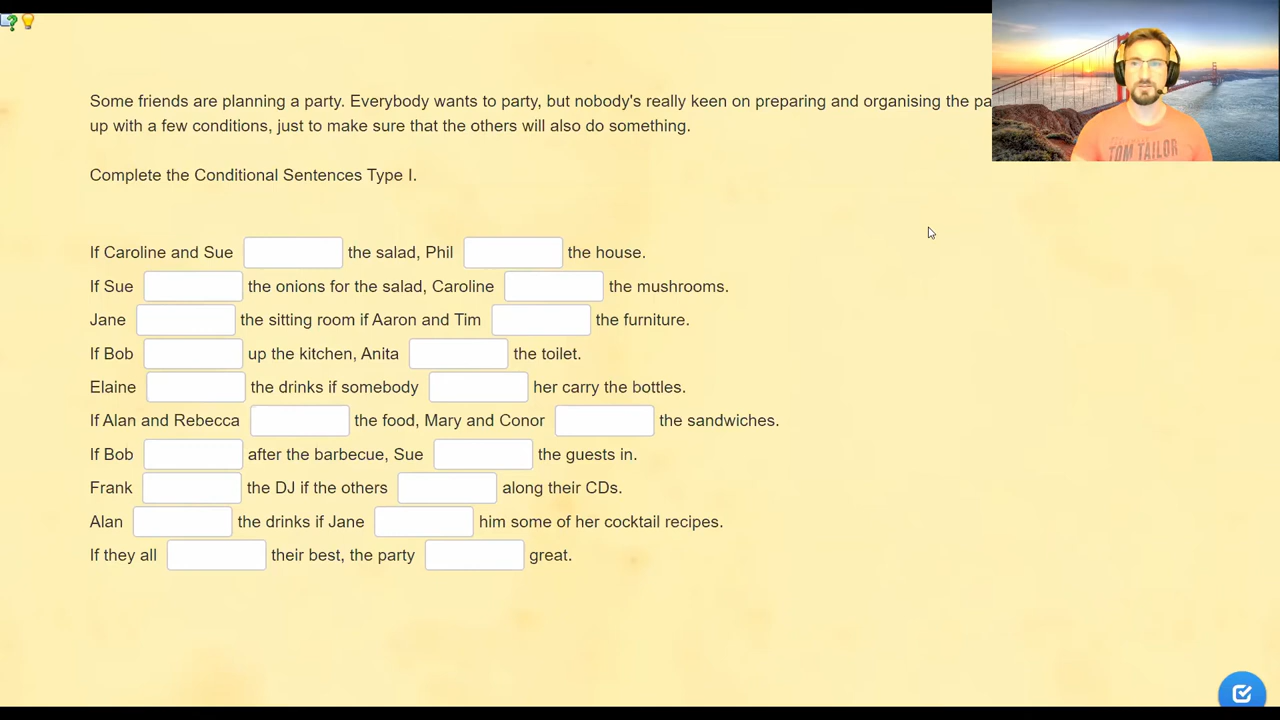 Some friends are planning a party. Everybody wants to party, but nobody's really keen on preparing and organising the
up with a few conditions, just to make sure that the others will also do something.
Complete the Conditional Sentences Type I.
If Caroline and Sue the salad, Phil the house.
If Sue the onions for the salad, Caroline the mushrooms.
Jane the sitting room if Aaron and Tim the furniture.
If Bob up the kitchen, Anita the toilet.
Elaine the drinks if somebody her carry the bottles.
If Alan and Rebecca the food, Mary and Conor the sandwiches.
If Bob after the barbecue, Sue the guests in.
Frank the DJ if the others along their CDs.
Alan the drinks if Jane him some of her cocktail recipes.
If they all their best, the party great.
TOM TAILOR